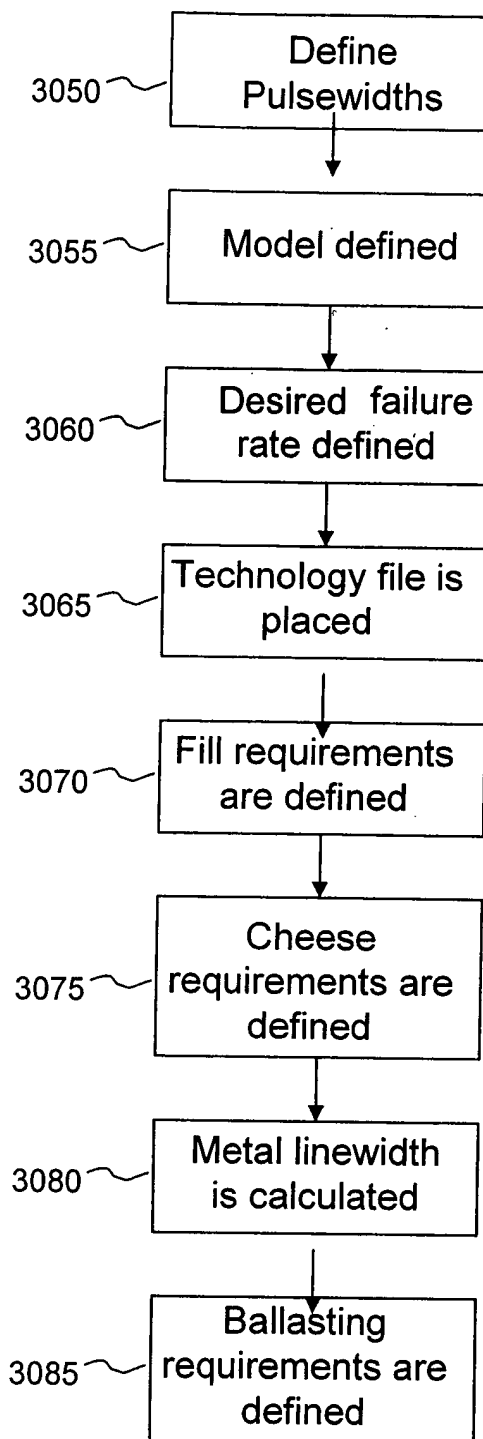 3050
Define
Pulsewidths
3055
Model defined
3060
Desired failure
rate defined
3065
Technology file is
placed
3070
Fill requirements
are defined
3075
Cheese
requirements are
defined
3080
Metal linewidth
is calculated
3085
Ballasting
requirements are
defined